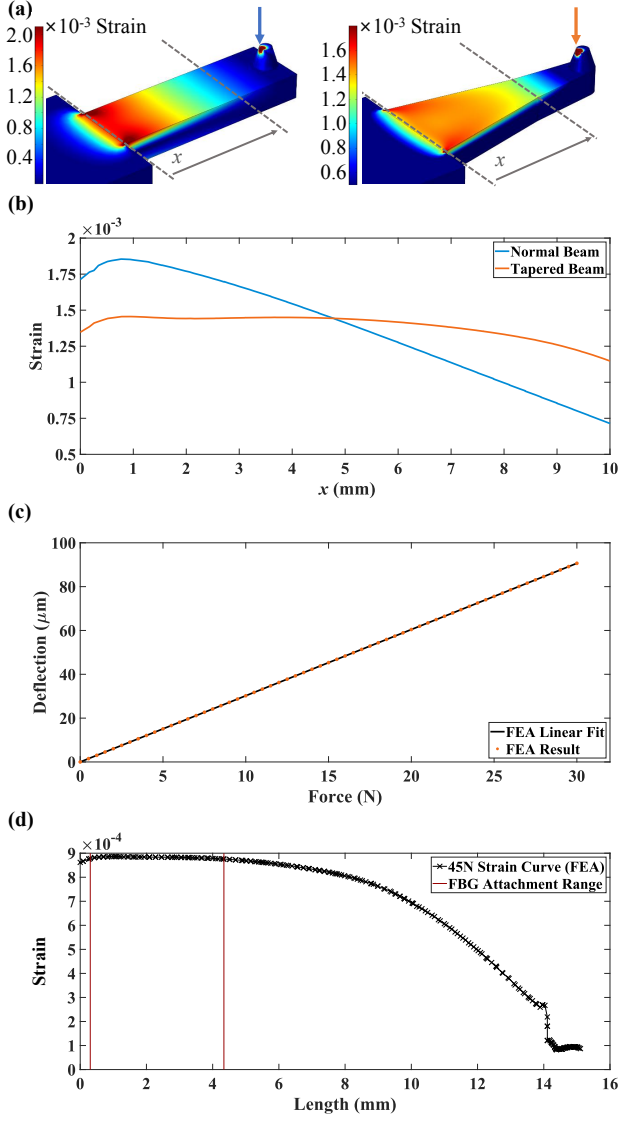 (a)
×10⁻³ Strain
2.0
1.6
1.2
0.8
0.4
x
×10⁻³ Strain
1.6
1.4
1.2
1.0
0.8
0.6
x
(b)
×10⁻³
2
1.75
1.5
1.25
1
0.75
0.5
Strain
Normal Beam
Tapered Beam
0 1 2 3 4 5 6 7 8 9 10
x (mm)
(c)
100
80
60
40
20
0
Deflection (μm)
FEA Linear Fit
FEA Result
0 5 10 15 20 25 30
Force (N)
(d)
×10⁻⁴
9
8
7
6
5
4
3
2
1
0
Strain
45N Strain Curve (FEA)
FBG Attachment Range
0 2 4 6 8 10 12 14 16
Length (mm)